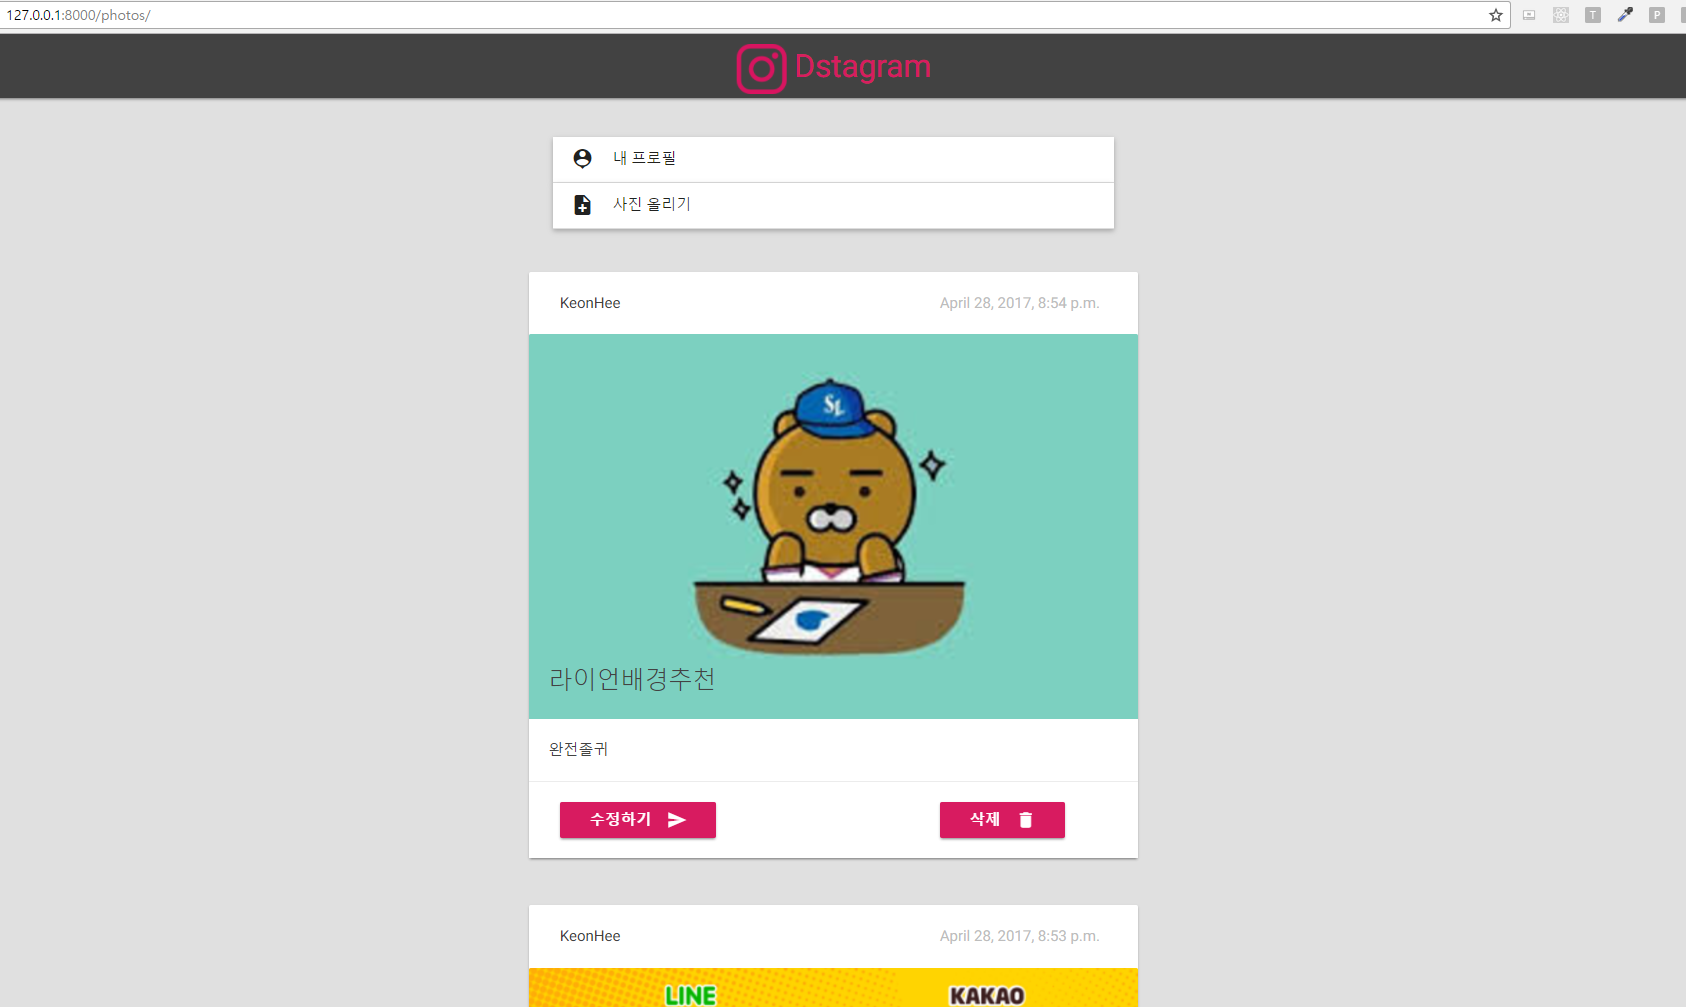 127.0.0.1:8000/photos/
T
P
Dstagram
내 프로필
사진 올리기
KeonHee
April 28, 2017, 8:54 p.m.
SL
라이언배경추천
완전졸귀
수정하기
삭제
KeonHee
April 28, 2017, 8:53 p.m.
LINE
KAKAO